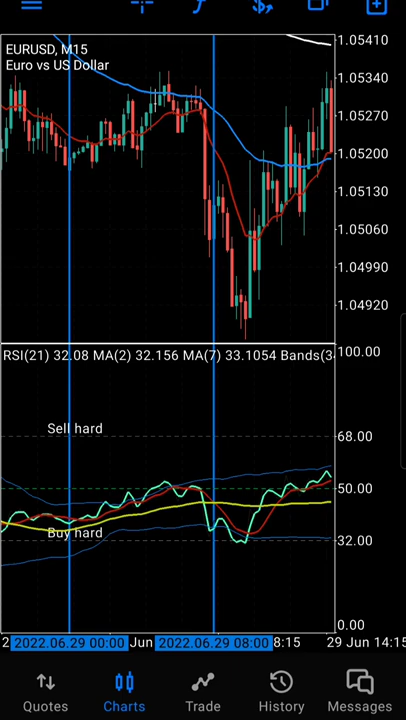 EURUSD, M15
Euro vs US Dollar
1.05410
1.05340
1.05270
1.05200
1.05130
1.05060
1.04990
1.04920
RSI(21) 32.08 MA(2) 32.156 MA(7) 33.1054 Bands(3
100.00
Sell hard
68.00
50.00
Buy hard
32.00
0.00
2 2022.06.29 00:00 Jun 2022.06.29 08:00 8:15 29 Jun 14:15
Quotes Charts Trade History Messages